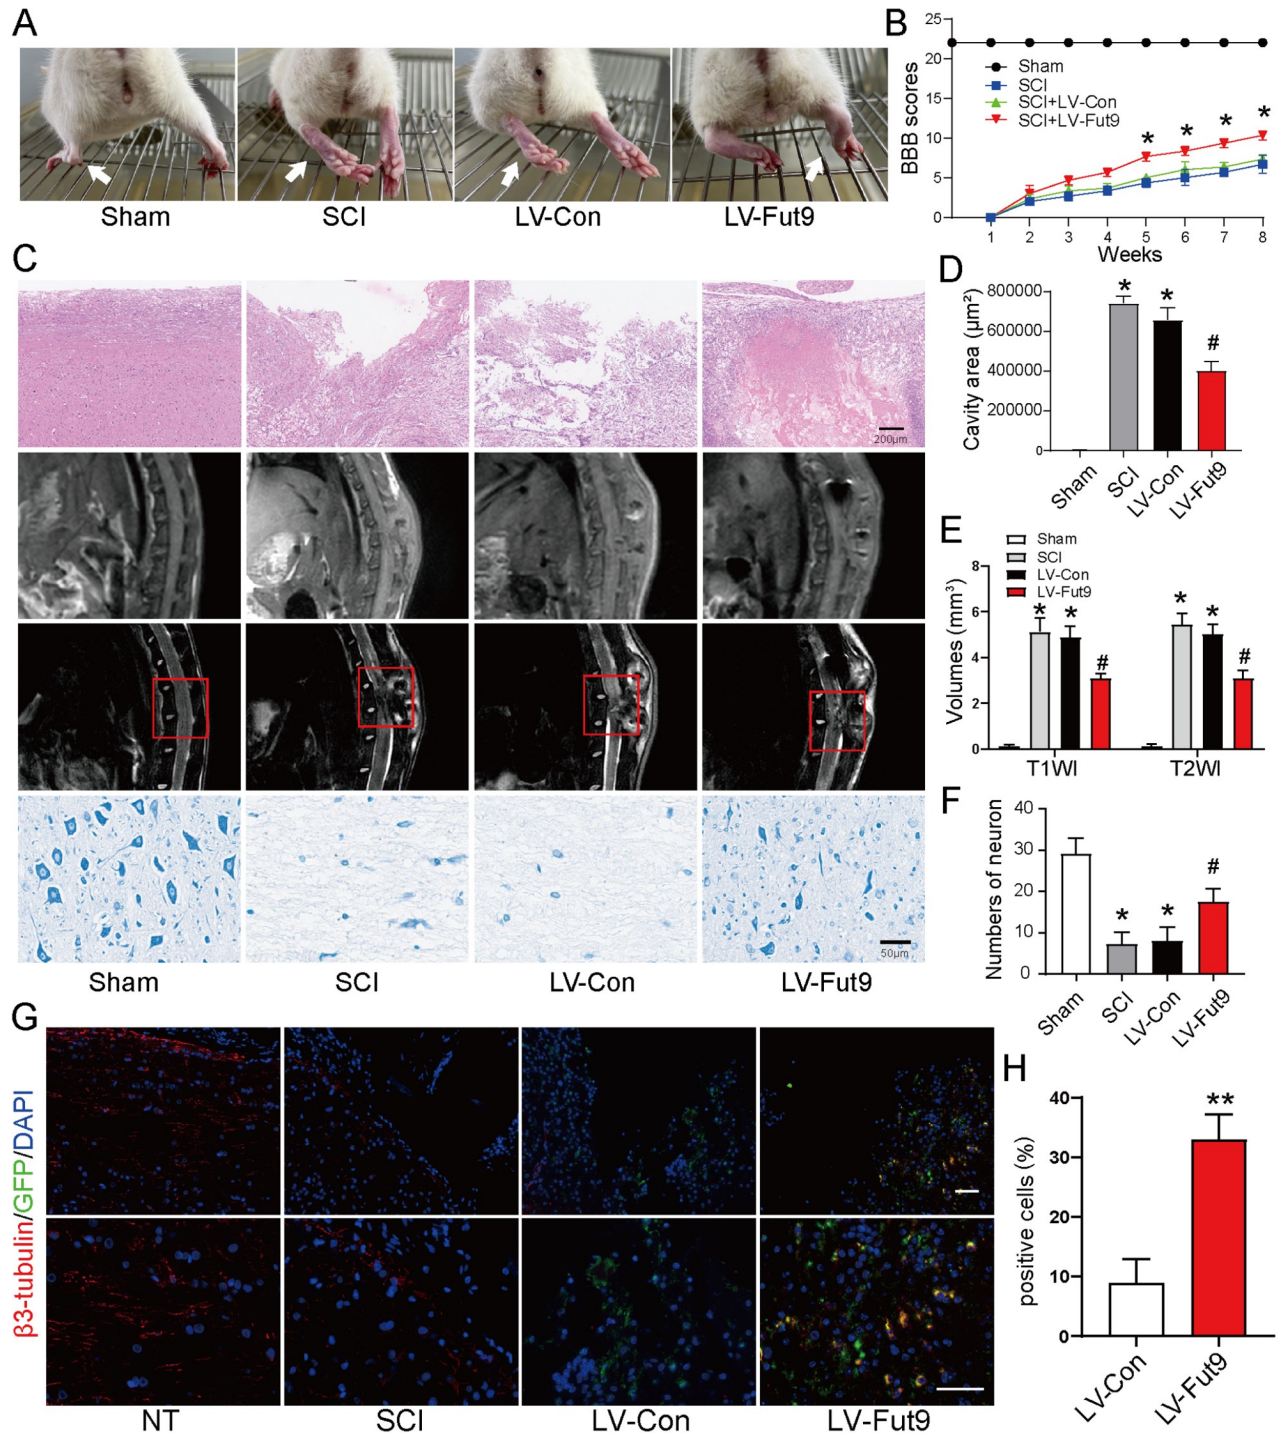 A
Sham
SCI
LV-Con
LV-Fut9
B
BBB scores
25
20
15
10
5
0
Sham
SCI
SCI+LV-Con
SCI+LV-Fut9
* * * *
1 2 3 4 5 6 7 8
Weeks
C
200μm
50μm
Sham
SCI
LV-Con
LV-Fut9
D
Cavity area (μm²)
800000
600000
400000
200000
0
* * #
Sham
SCI
LV-Con
LV-Fut9
E
Sham
SCI
LV-Con
LV-Fut9
Volumes (mm³)
8
6
4
2
0
* * # * * #
T1WI
T2WI
F
Numbers of neuron
40
30
20
10
0
* * #
Sham
SCI
LV-Con
LV-Fut9
G
β3-tubulin/GFP/DAPI
NT
SCI
LV-Con
LV-Fut9
H
positive cells (%)
40
30
20
10
0
**
LV-Con
LV-Fut9